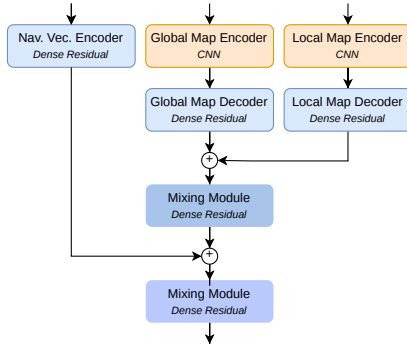 Nav. Vec. Encoder
Dense Residual
Global Map Encoder
CNN
Local Map Encoder
CNN
Global Map Decoder
Dense Residual
Local Map Decoder
Dense Residual
+
Mixing Module
Dense Residual
+
Mixing Module
Dense Residual